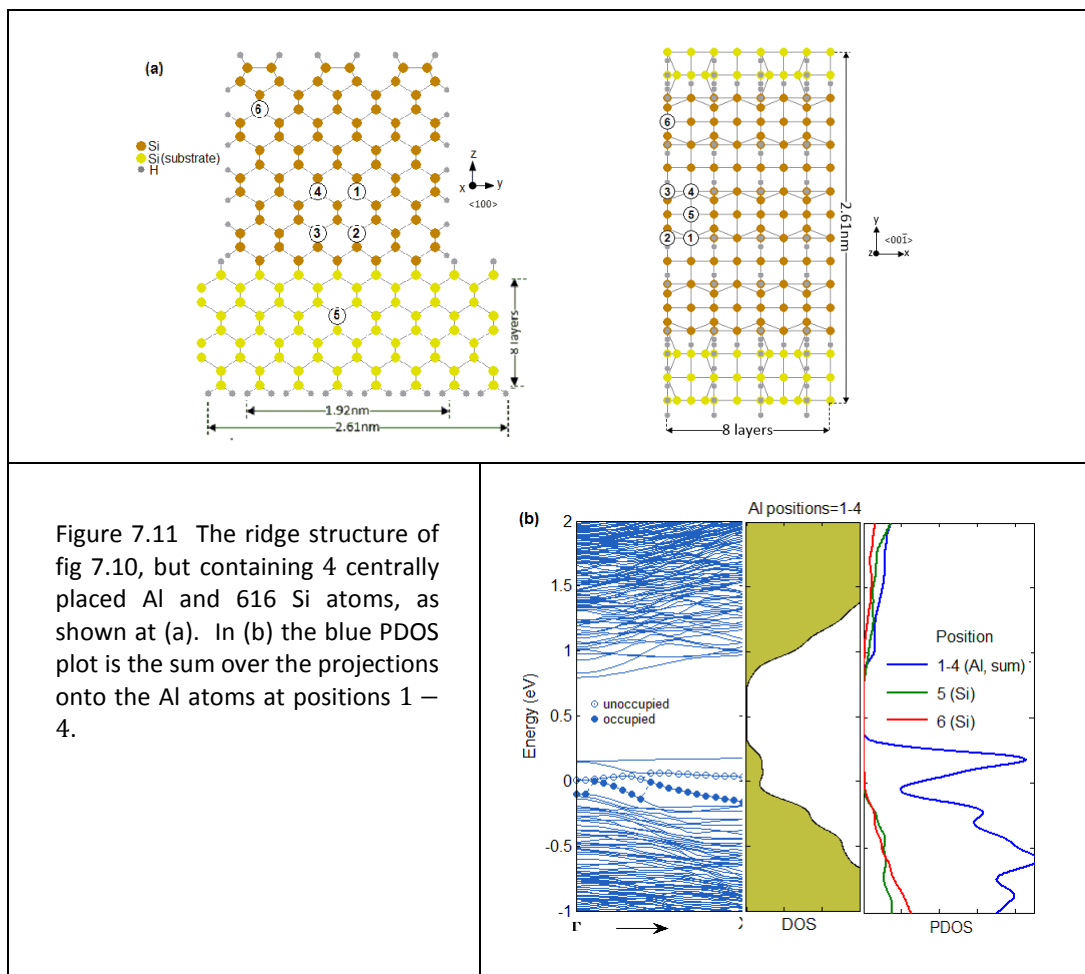 (a)
6
Si
Si(substrate)
H
4
1
3
2
5
z
x
y
<100>
8 layers
1.92nm
2.61nm
6
3
4
5
2
1
2.61nm
y
<001̄>
z
x
8 layers
Figure 7.11 The ridge structure of
fig 7.10, but containing 4 centrally
placed Al and 616 Si atoms, as
shown at (a). In (b) the blue PDOS
plot is the sum over the projections
onto the Al atoms at positions 1 –
4.
(b)
Al positions=1-4
2
1.5
1
0.5
0
-0.5
-1
Energy (eV)
unoccupied
occupied
Γ
DOS
Position
1-4 (Al, sum)
5 (Si)
6 (Si)
PDOS